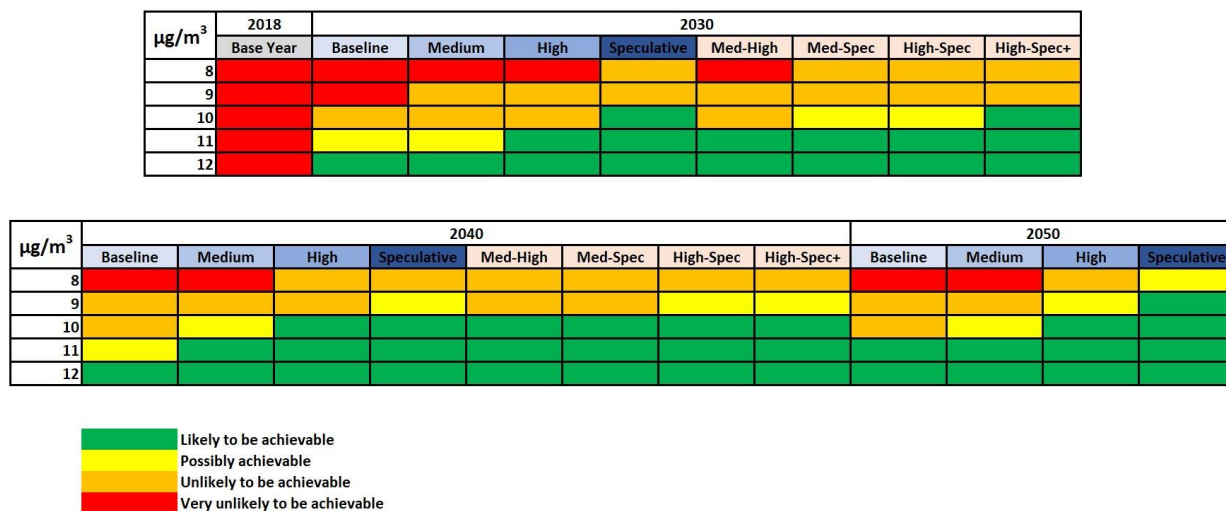 µg/m³ 2018 2030
Base Year Baseline Medium High Speculative Med-High Med-Spec High-Spec High-Spec+
8
9
10
11
12
µg/m³ 2040 2050
Baseline Medium High Speculative Med-High Med-Spec High-Spec High-Spec+ Baseline Medium High Speculative
8
9
10
11
12
Likely to be achievable
Possibly achievable
Unlikely to be achievable
Very unlikely to be achievable